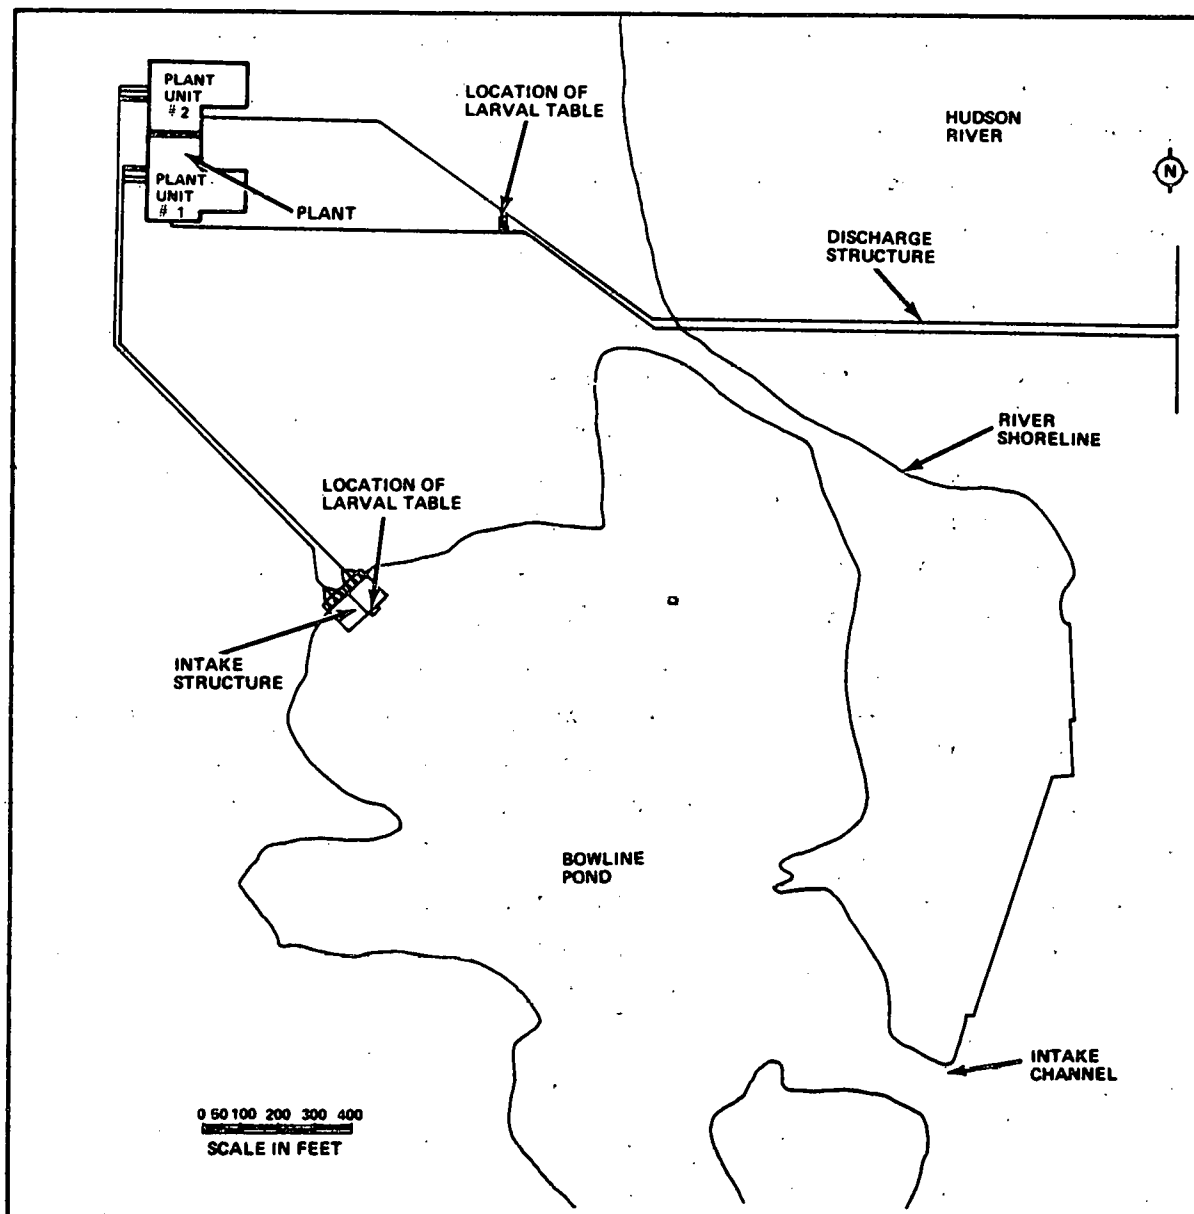 PLANT
UNIT
# 2
LOCATION OF
LARVAL TABLE
HUDSON
RIVER
N
PLANT
UNIT
# 1
PLANT
DISCHARGE
STRUCTURE
RIVER
SHORELINE
LOCATION OF
LARVAL TABLE
INTAKE
STRUCTURE
BOWLINE
POND
INTAKE
CHANNEL
0 50 100 200 300 400
SCALE IN FEET